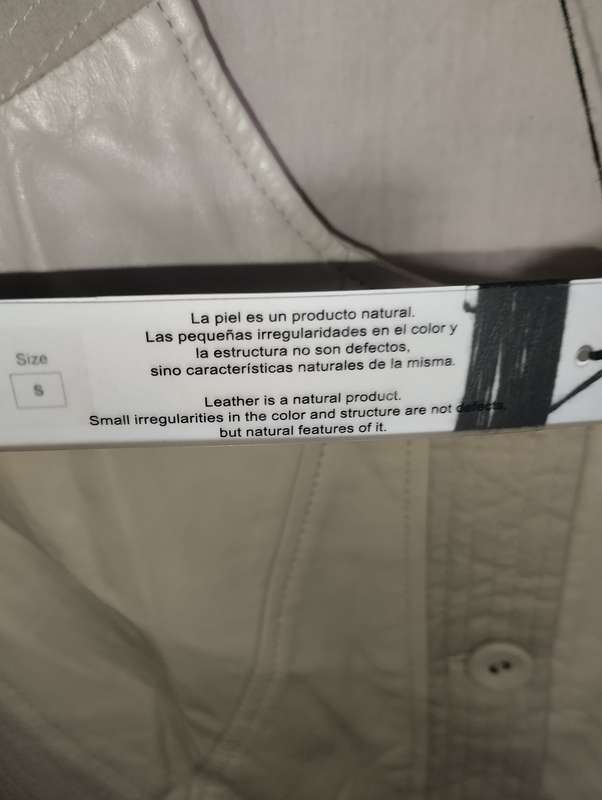 Size
S
La piel es un producto natural.
Las pequeñas irregularidades en el color y
la estructura no son defectos,
sino características naturales de la misma.
Leather is a natural product.
Small irregularities in the color and structure are not defects,
but natural features of it.